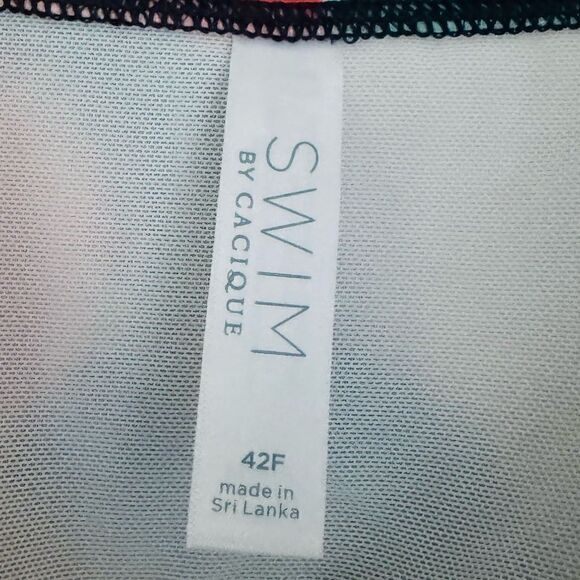 SWIM
BY CACIQUE
42F
made in
Sri Lanka